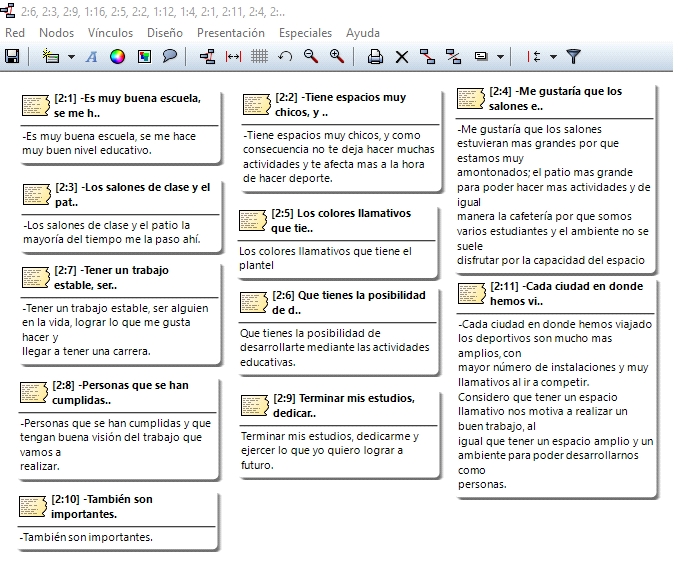 2:6, 2:3, 2:9, 1:16, 2:5, 2:2, 1:12, 1:4, 2:1, 2:11, 2:4, 2:..
Red Nodos Vínculos Diseño Presentación Especiales Ayuda
[2:1] -Es muy buena escuela,
se me h..
-Es muy buena escuela, se me hace
muy buen nivel educativo.
[2:3] -Los salones de clase y el
pat..
-Los salones de clase y el patio la
mayoría del tiempo me la paso ahí.
[2:7] -Tener un trabajo
estable, ser..
-Tener un trabajo estable, ser alguien
en la vida, lograr lo que me gusta
hacer y
llegar a tener una carrera.
[2:8] -Personas que se han
cumplidas..
-Personas que se han cumplidas y que
tengan buena visión del trabajo que
vamos a
realizar.
[2:10] -También son
importantes.
-También son importantes.
[2:2] -Tiene espacios muy
chicos, y ..
-Tiene espacios muy chicos, y como
consecuencia no te deja hacer muchas
actividades y te afecta mas a la hora
de hacer deporte.
[2:5] Los colores llamativos
que tie..
Los colores llamativos que tiene el
plantel
[2:6] Que tienes la posibilidad
de d..
Que tienes la posibilidad de
desarrollarte mediante las actividades
educativas.
[2:9] Terminar mis estudios,
dedicar..
Terminar mis estudios, dedicarme y
ejercer lo que yo quiero lograr a
futuro.
[2:4] -Me gustaría que los
salones e..
-Me gustaría que los salones
estuvieran mas grandes por que
estamos muy
amontonados; el patio mas grande
para poder hacer mas actividades y de
igual
manera la cafetería por que somos
varios estudiantes y el ambiente no se
suele
disfrutar por la capacidad del espacio
[2:11] -Cada ciudad en donde
hemos vi..
-Cada ciudad en donde hemos viajado
los deportivos son mucho mas
amplios, con
mayor número de instalaciones y muy
llamativos al ir a competir.
Considero que tener un espacio
llamativo nos motiva a realizar un
buen trabajo, al
igual que tener un espacio amplio y un
ambiente para poder desarrollarnos
como
personas.